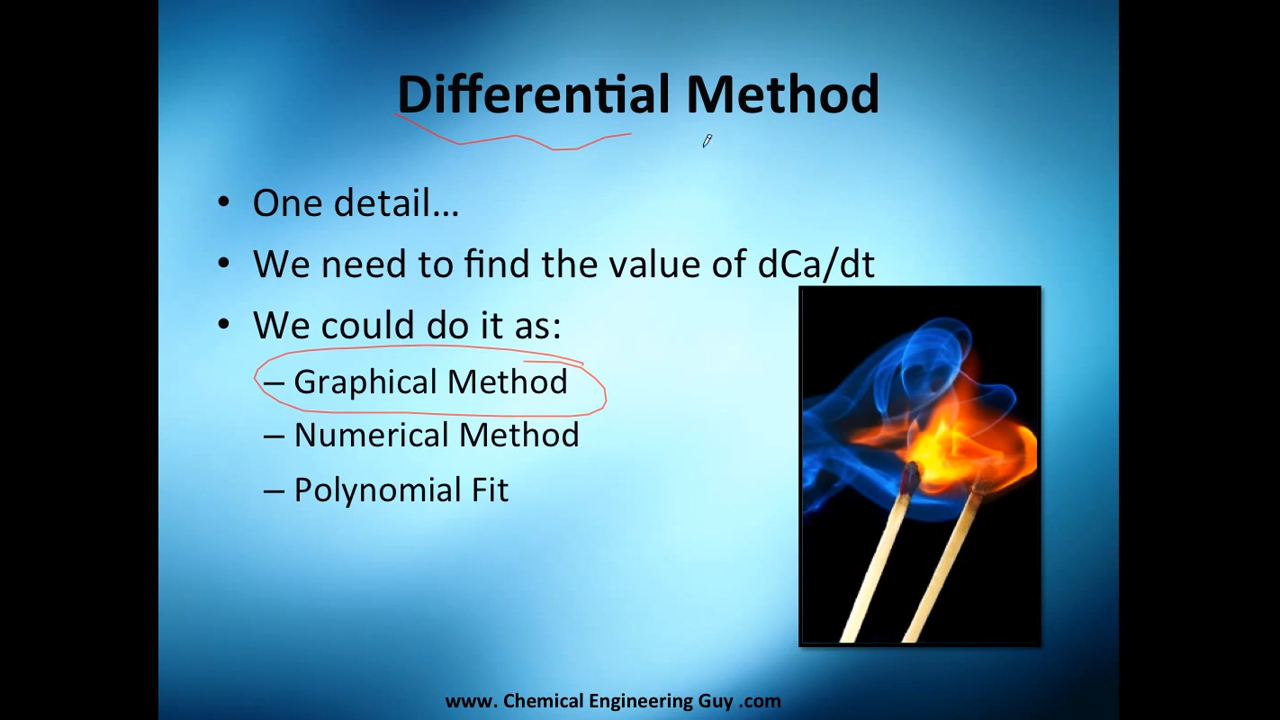 Differential Method
• One detail…
• We need to find the value of dCa/dt
• We could do it as:
– Graphical Method
– Numerical Method
– Polynomial Fit
www. Chemical Engineering Guy .com